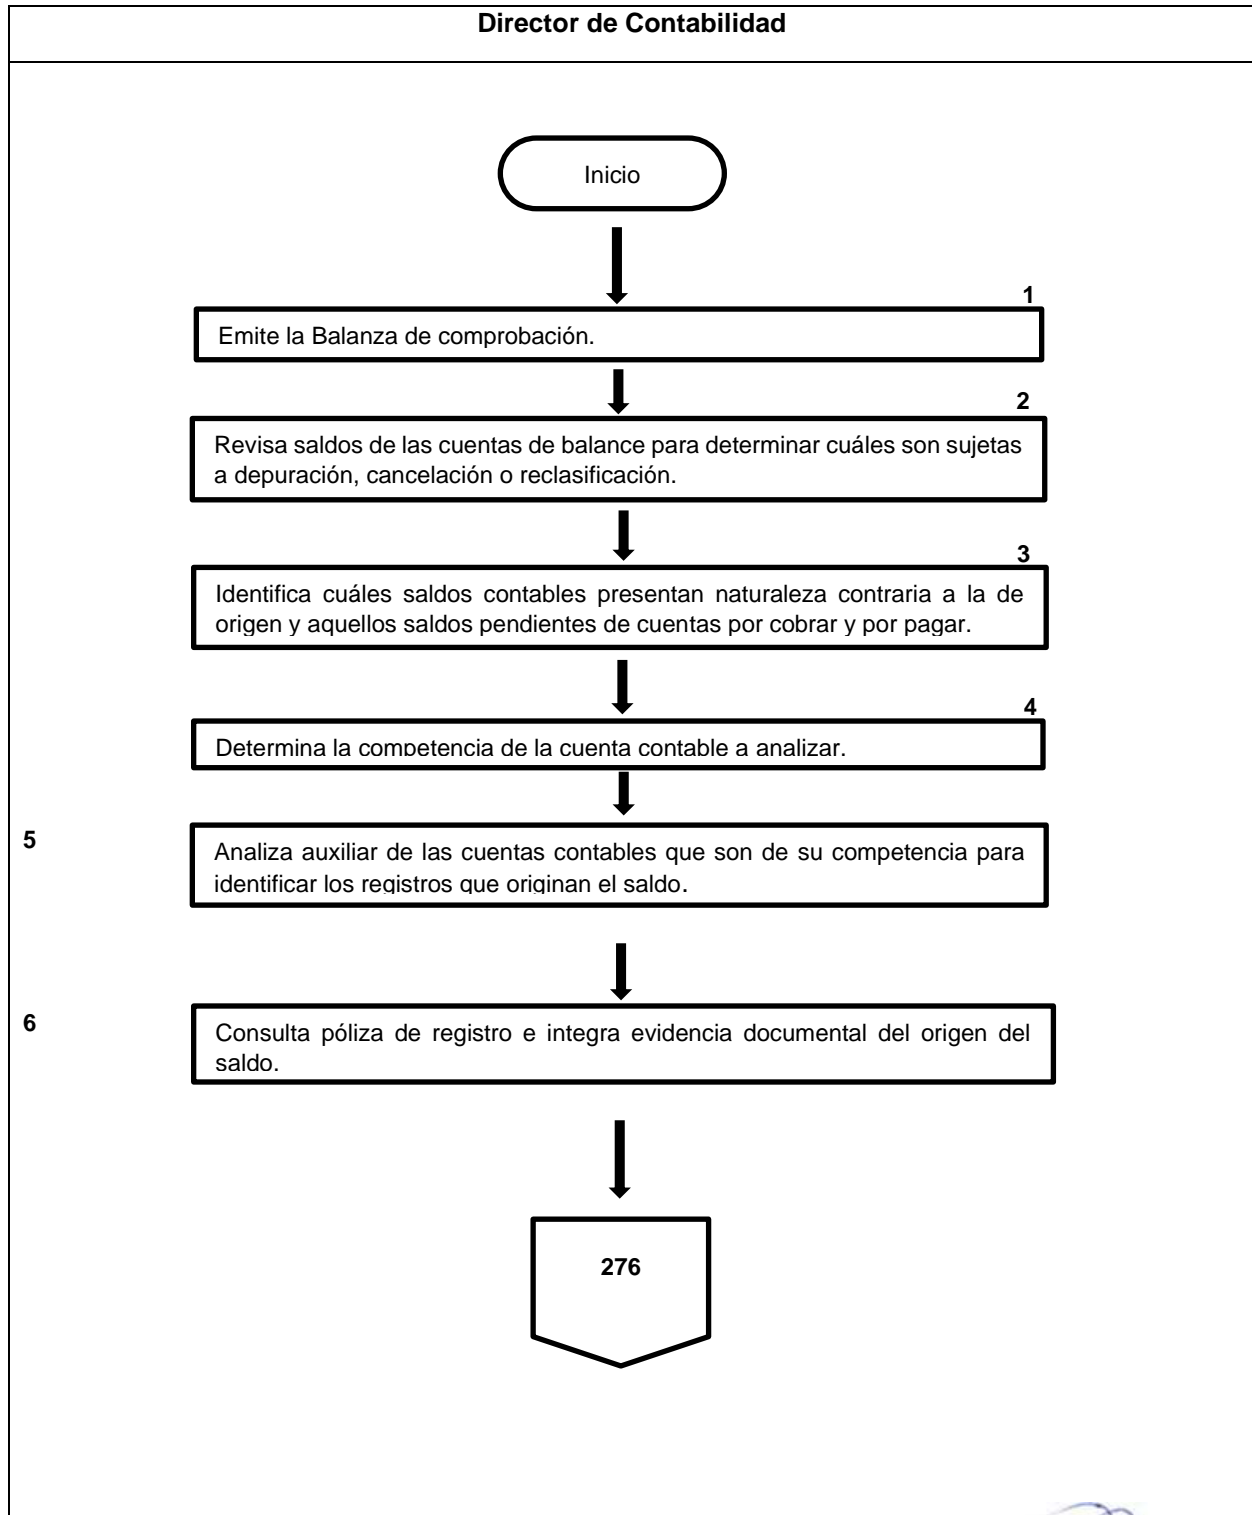 Director de Contabilidad
Inicio
1
Emite la Balanza de comprobación.
2
Revisa saldos de las cuentas de balance para determinar cuáles son sujetas
a depuración, cancelación o reclasificación.
3
Identifica cuáles saldos contables presentan naturaleza contraria a la de
origen y aquellos saldos pendientes de cuentas por cobrar y por pagar.
4
Determina la competencia de la cuenta contable a analizar.
5
Analiza auxiliar de las cuentas contables que son de su competencia para
identificar los registros que originan el saldo.
6
Consulta póliza de registro e integra evidencia documental del origen del
saldo.
276